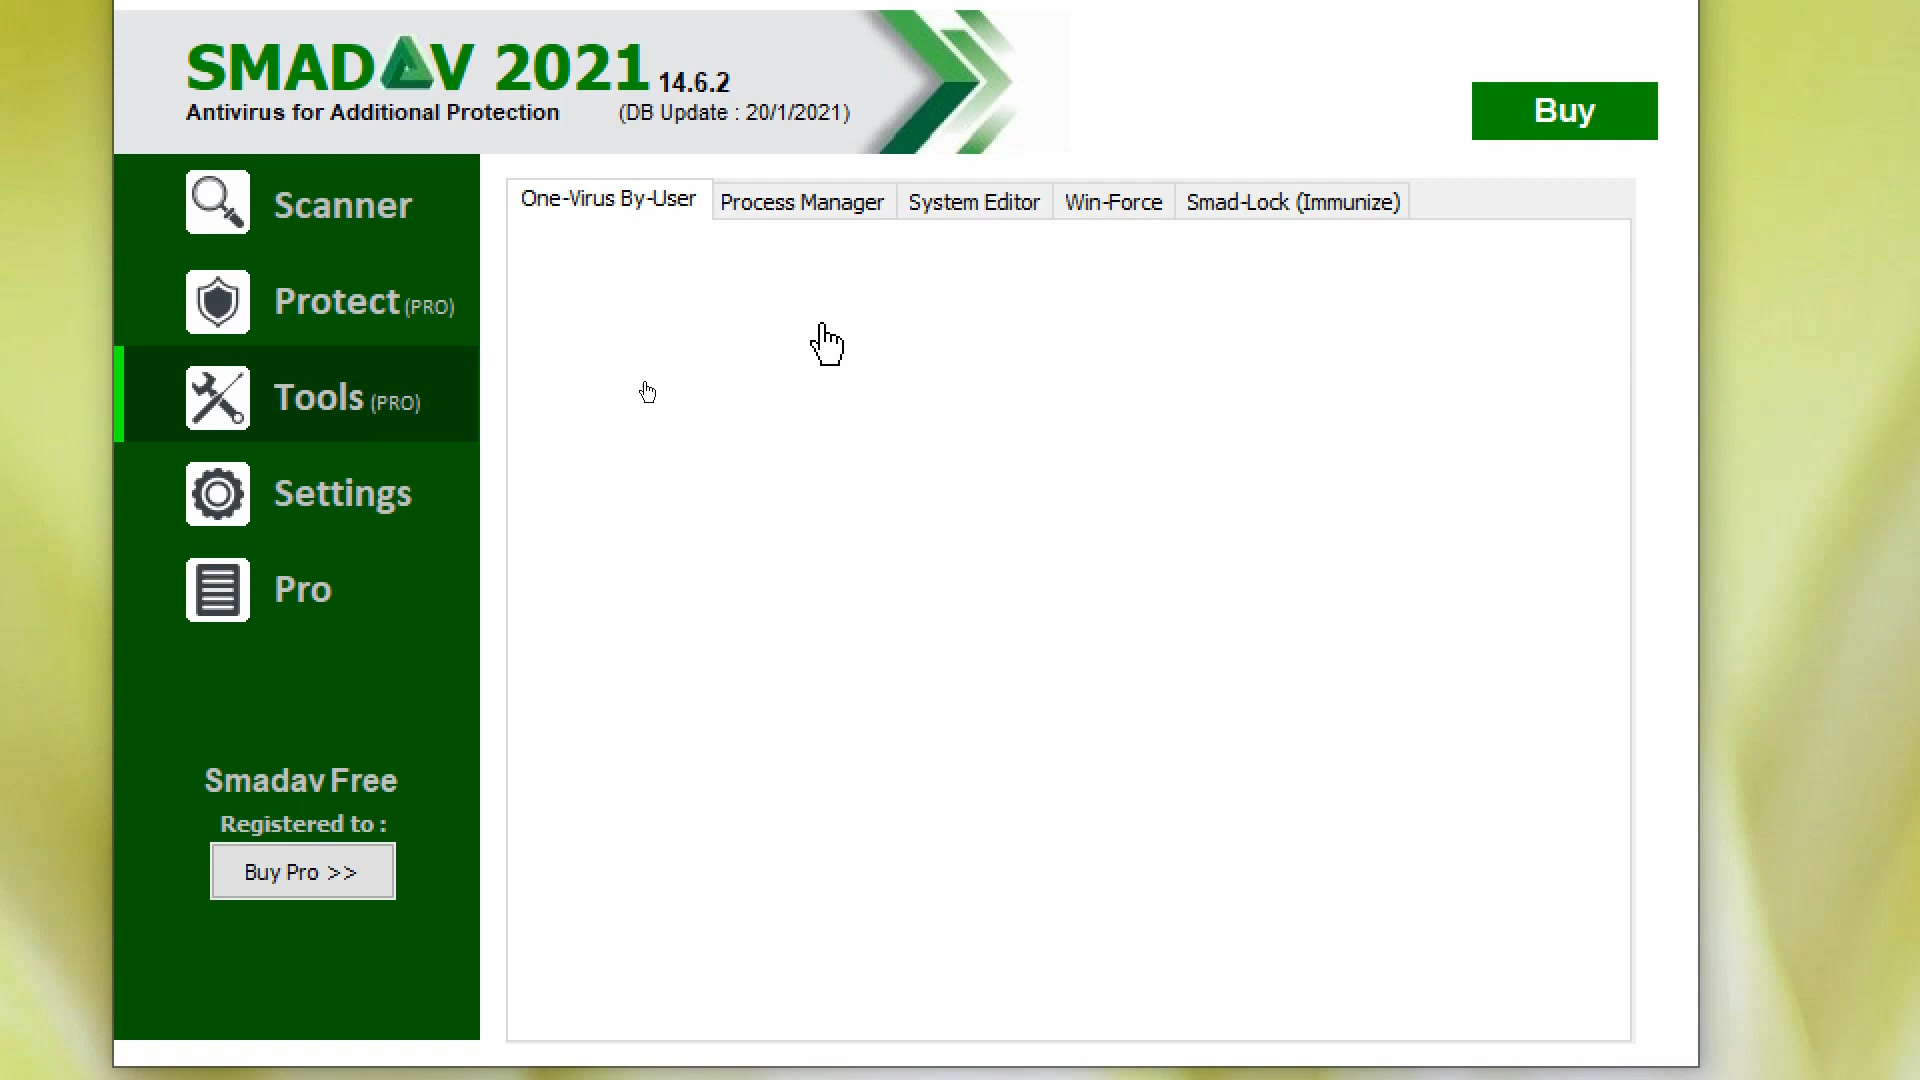 SMADAV 2021 14.6.2
Antivirus for Additional Protection (DB Update : 20/1/2021)
Buy
Scanner
Protect (PRO)
Tools (PRO)
Settings
Pro
Smadav Free
Registered to :
Buy Pro >>
One-Virus By-User Process Manager System Editor Win-Force Smad-Lock (Immunize)